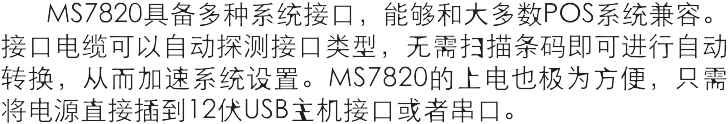 MS7820具备多种系统接口，能够和大多数POS系统兼容。
接口电缆可以自动探测接口类型，无需扫描条码即可进行自动
转换，从而加速系统设置。MS7820的上电也极为方便，只需
将电源直接插到12伏USB主机接口或者串口。